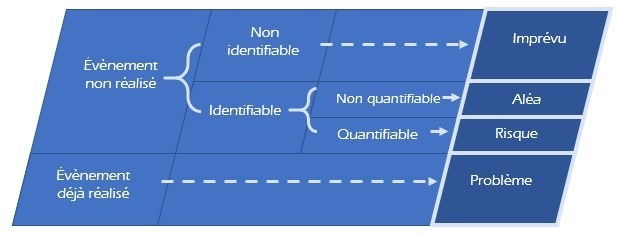 Évènement
non réalisé
Non
identifiable
Imprévu
Identifiable
Non quantifiable
Aléa
Quantifiable
Risque
Évènement
déjà réalisé
Problème